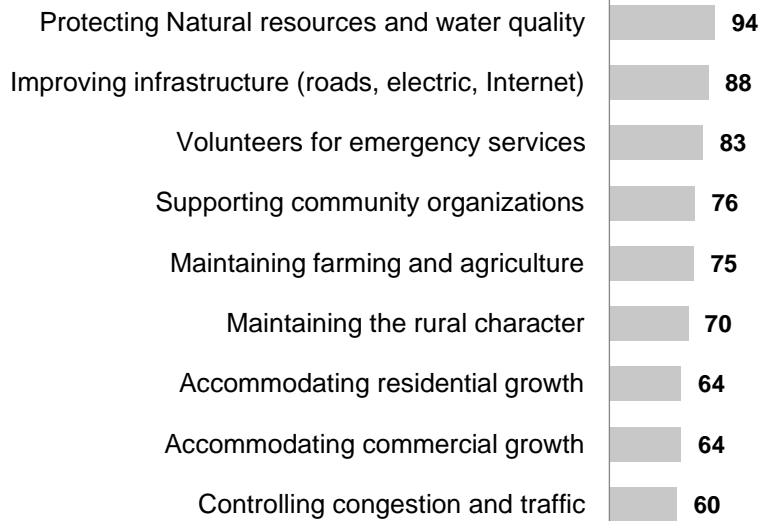 Protecting Natural resources and water quality 94
Improving infrastructure (roads, electric, Internet) 88
Volunteers for emergency services 83
Supporting community organizations 76
Maintaining farming and agriculture 75
Maintaining the rural character 70
Accommodating residential growth 64
Accommodating commercial growth 64
Controlling congestion and traffic 60